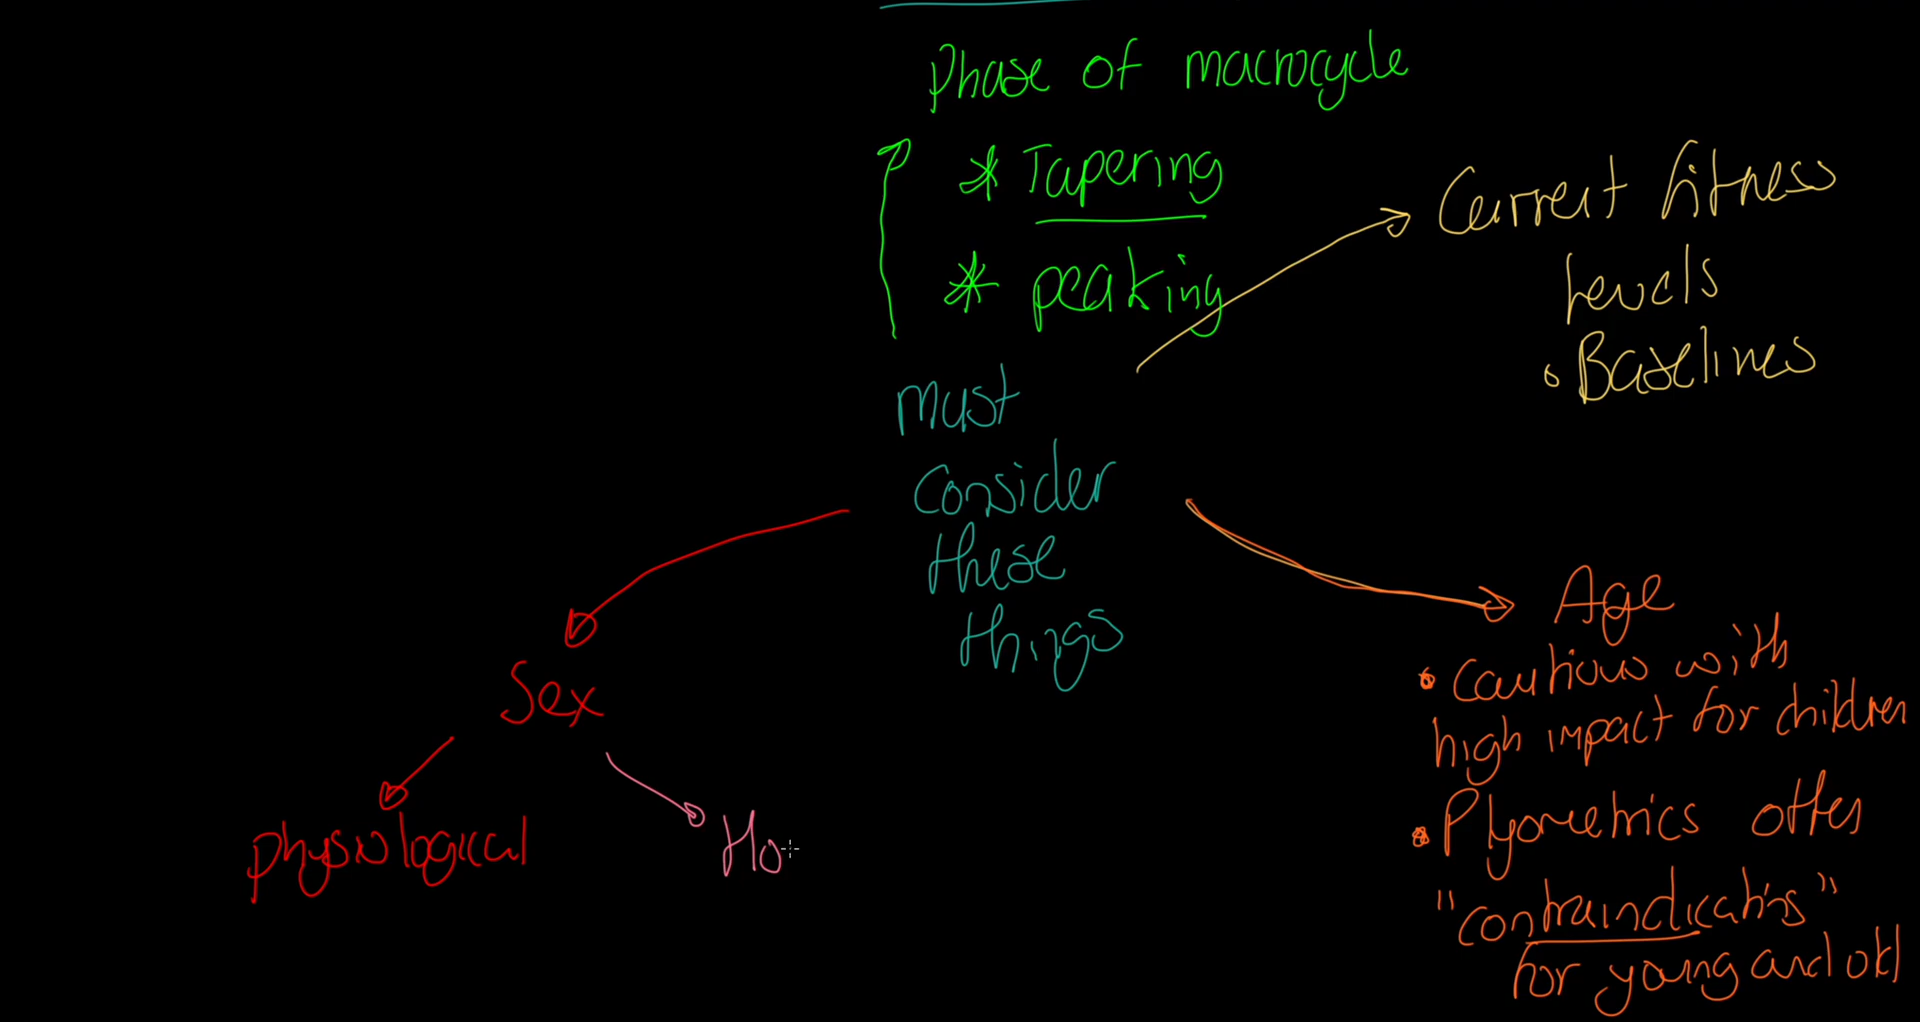 Phase of macrocycle
* Tapering
* peaking
Current fitness
levels
• Baselines
must
Consider
these
things
Sex
Physiological
Ho
Age
• Cautious with
high impact for children
• Plyometrics often
"contraindicatis"
for young and old